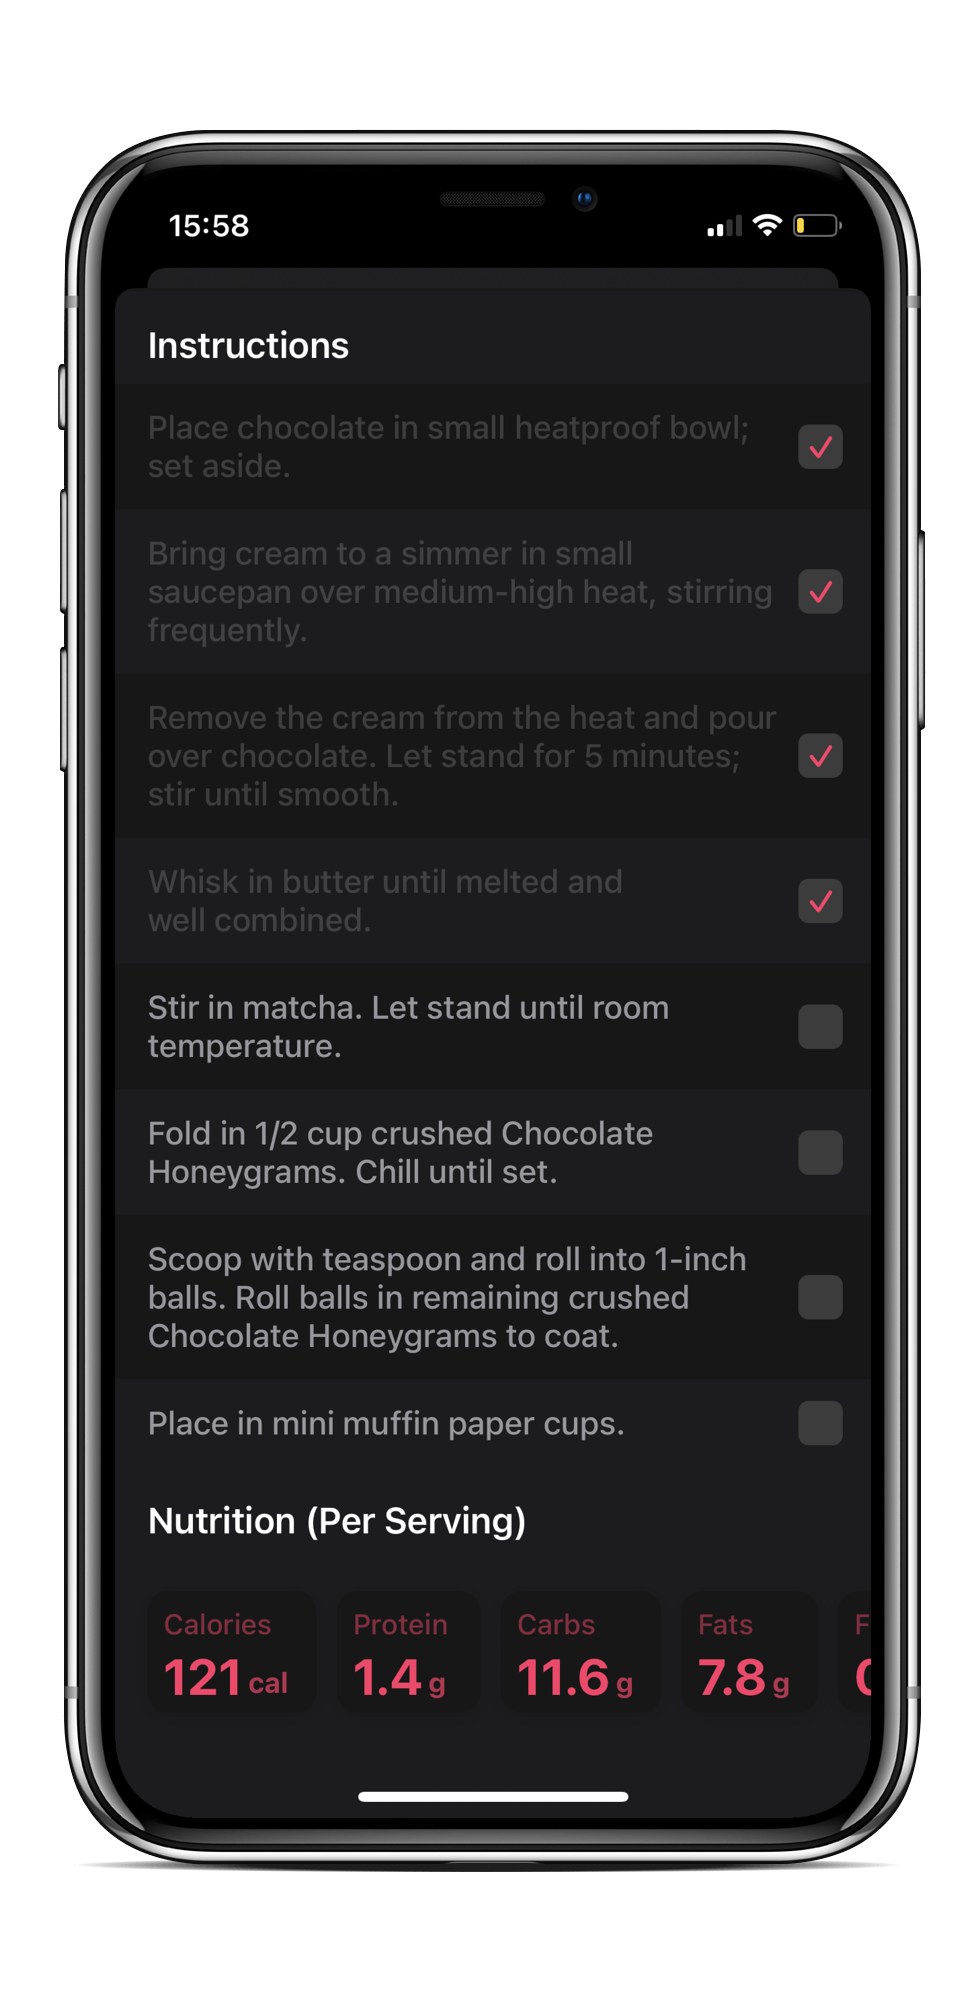 15:58
Instructions
Place chocolate in small heatproof bowl;
set aside.
Bring cream to a simmer in small
saucepan over medium-high heat, stirring
frequently.
Remove the cream from the heat and pour
over chocolate. Let stand for 5 minutes;
stir until smooth.
Whisk in butter until melted and
well combined.
Stir in matcha. Let stand until room
temperature.
Fold in 1/2 cup crushed Chocolate
Honeygrams. Chill until set.
Scoop with teaspoon and roll into 1-inch
balls. Roll balls in remaining crushed
Chocolate Honeygrams to coat.
Place in mini muffin paper cups.
Nutrition (Per Serving)
Calories Protein Carbs Fats
121 cal 1.4 g 11.6 g 7.8 g